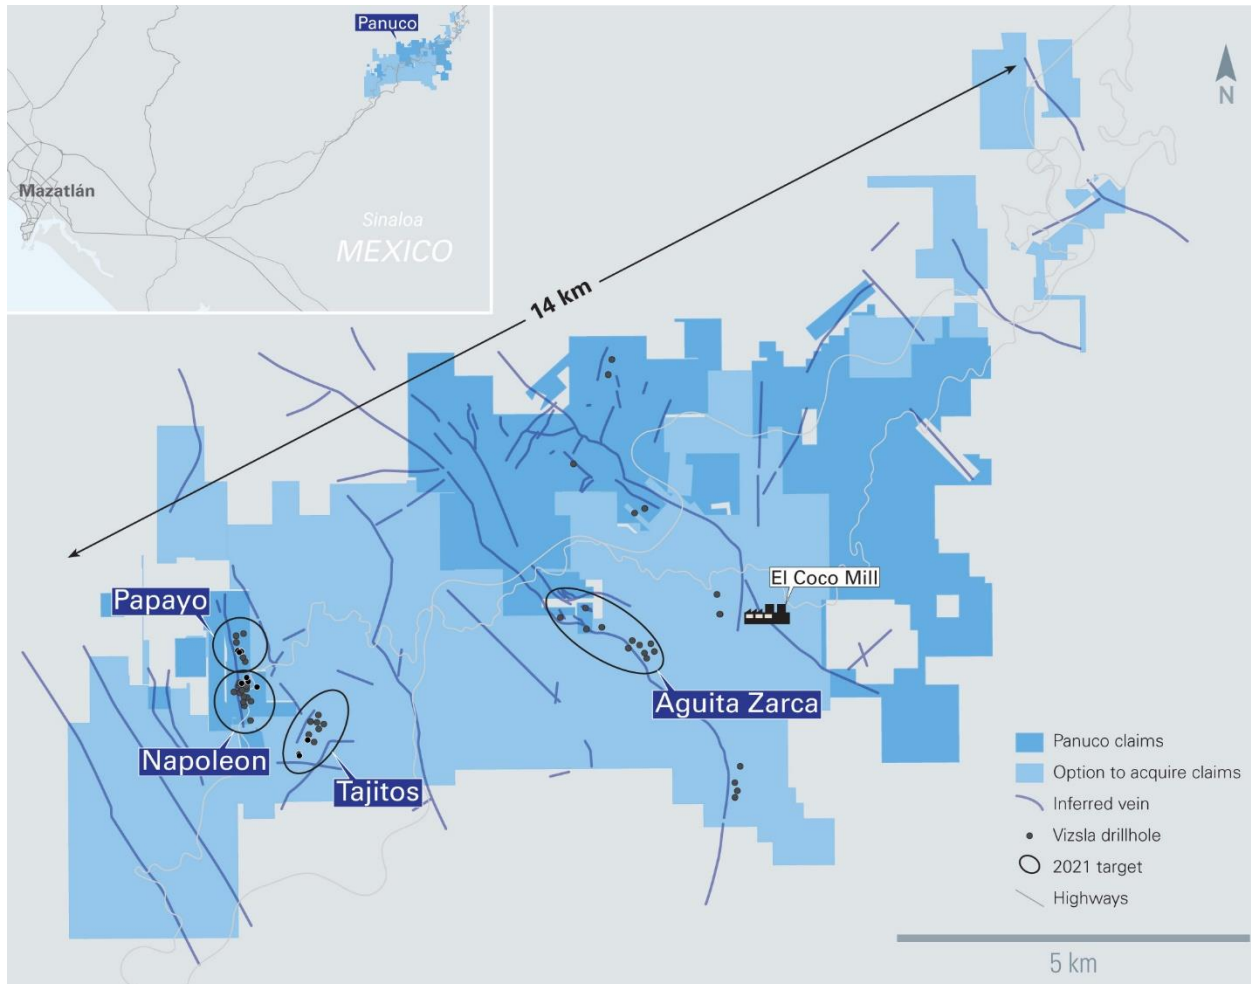 Panuco
N
Mazatlán
Sinaloa
MEXICO
14 km
El Coco Mill
Papayo
Aguita Zarca
Napoleon
Tajitos
Panuco claims
Option to acquire claims
Inferred vein
Vizsla drillhole
2021 target
Highways
5 km